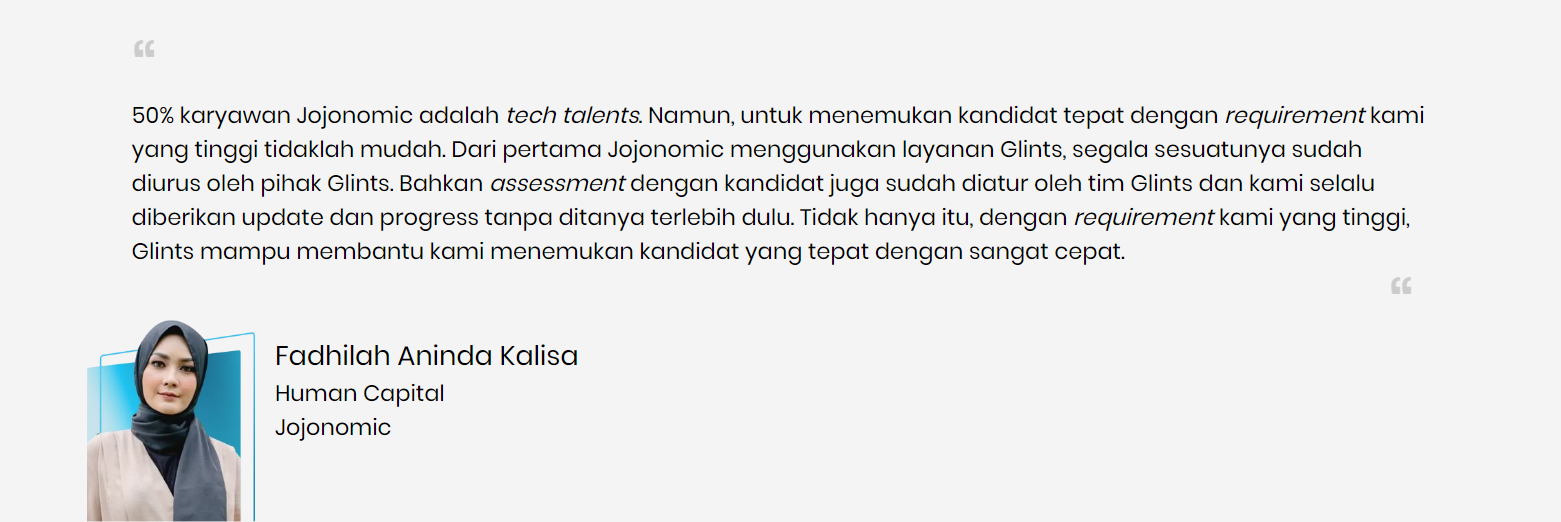 “
50% karyawan Jojonomic adalah tech talents. Namun, untuk menemukan kandidat tepat dengan requirement kami
yang tinggi tidaklah mudah. Dari pertama Jojonomic menggunakan layanan Glints, segala sesuatunya sudah
diurus oleh pihak Glints. Bahkan assessment dengan kandidat juga sudah diatur oleh tim Glints dan kami selalu
diberikan update dan progress tanpa ditanya terlebih dulu. Tidak hanya itu, dengan requirement kami yang tinggi,
Glints mampu membantu kami menemukan kandidat yang tepat dengan sangat cepat.
“
Fadhilah Aninda Kalisa
Human Capital
Jojonomic